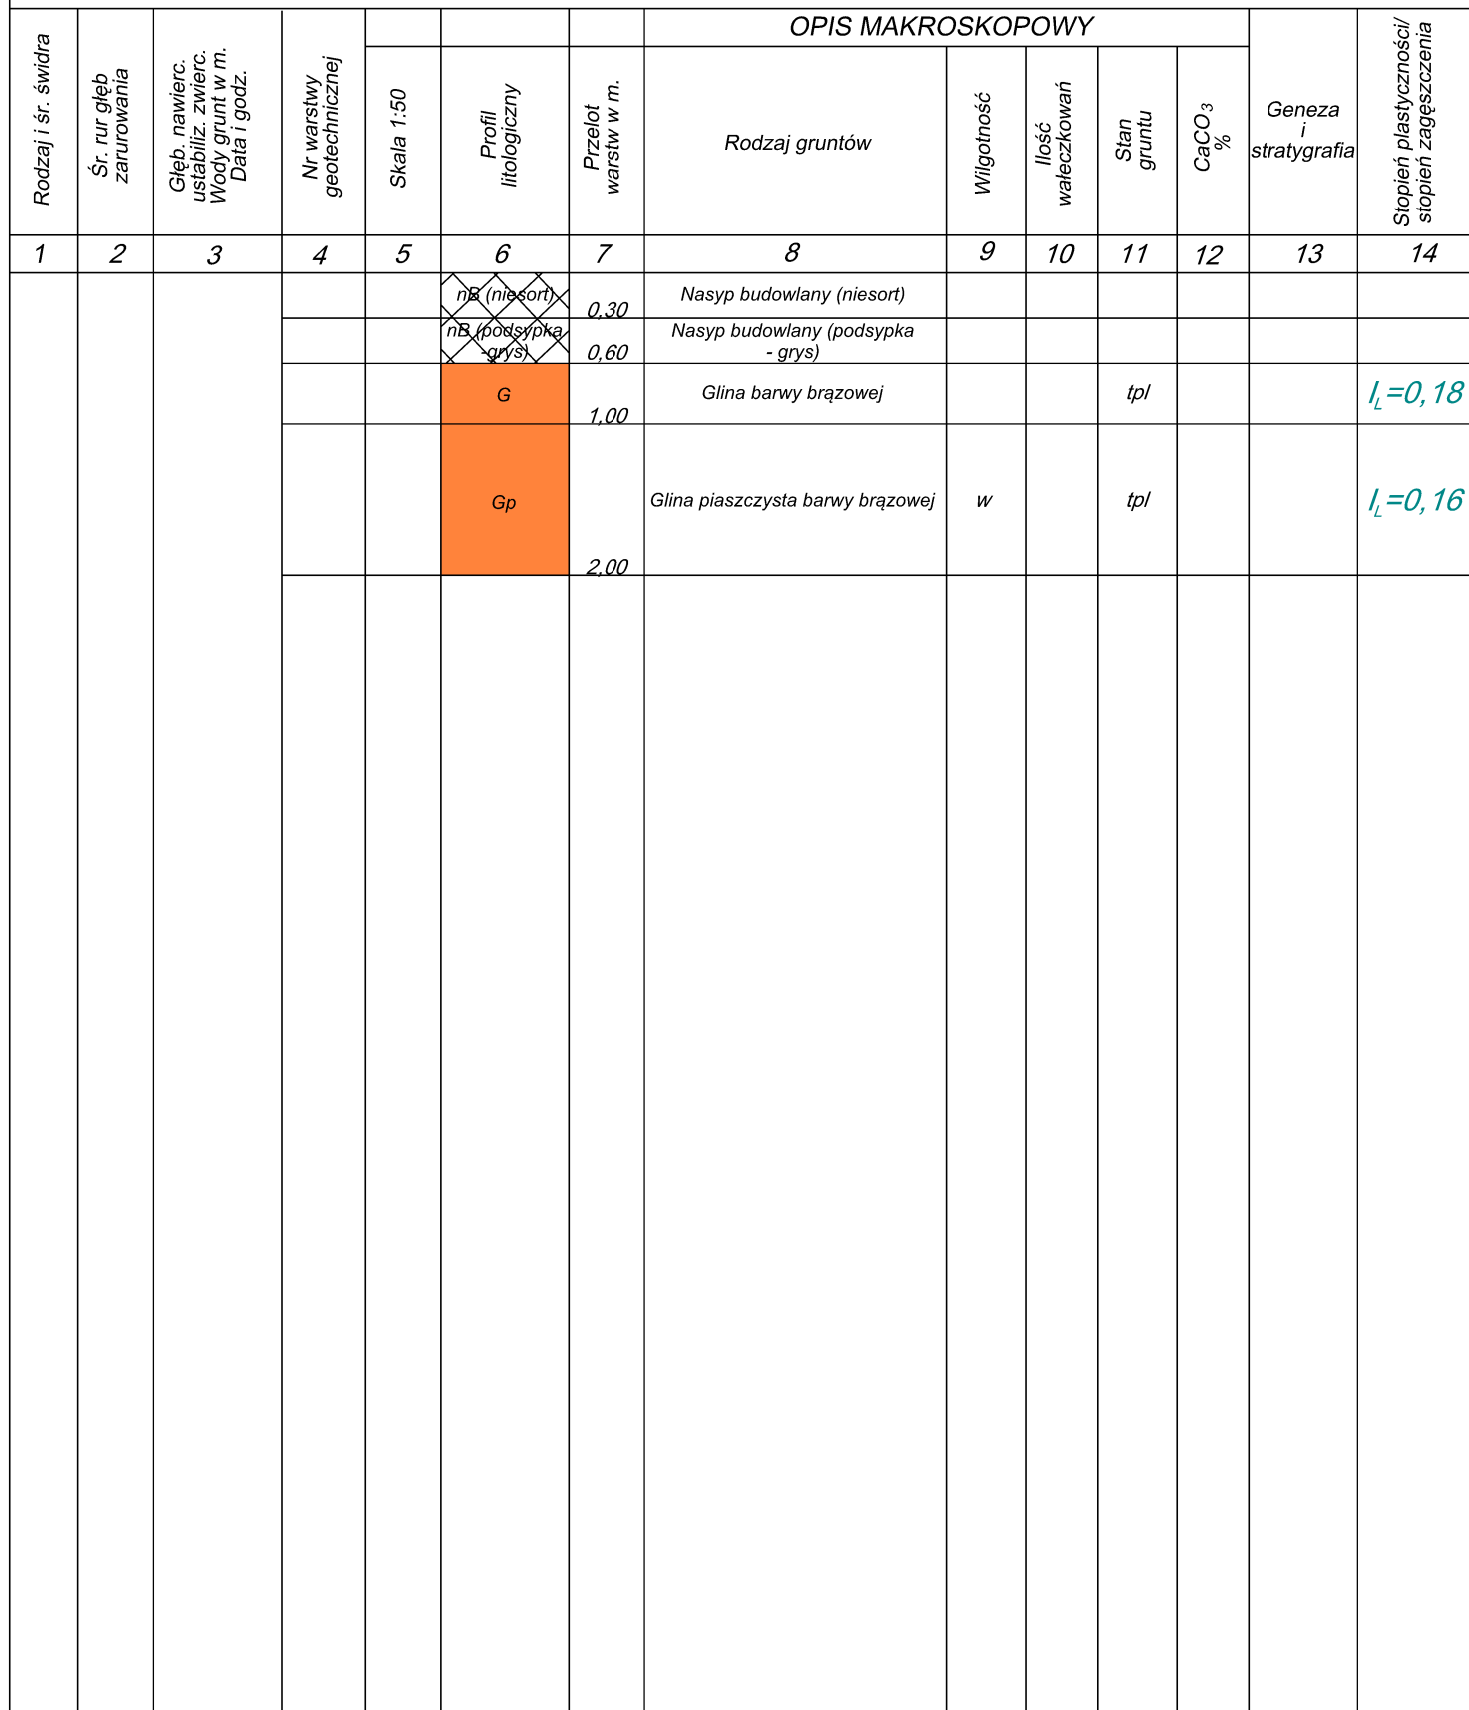 OPIS MAKROSKOPOWY
Rodzaj i śr. świdra
Śr. rur głęb
zarurowania
Głęb. nawierc.
ustabiliz. zwierc.
Wody grunt w m.
Data i godz.
Nr warstwy
geotechnicznej
Skala 1:50
Profil
litologiczny
Przelot
warstw w m.
Rodzaj gruntów
Wilgotność
Ilość
wałeczkowań
Stan
gruntu
CaCO3
%
Geneza
i
stratygrafia
Stopień plastyczności/
stopień zagęszczenia
1 2 3 4 5 6 7 8 9 10 11 12 13 14
nB (niesort) 0,30 Nasyp budowlany (niesort)
nB (podsypka
-grys)
0,60
Nasyp budowlany (podsypka
- grys)
G 1,00 Glina barwy brązowej tpl IL=0,18
Gp 2,00 Glina piaszczysta barwy brązowej w tpl IL=0,16